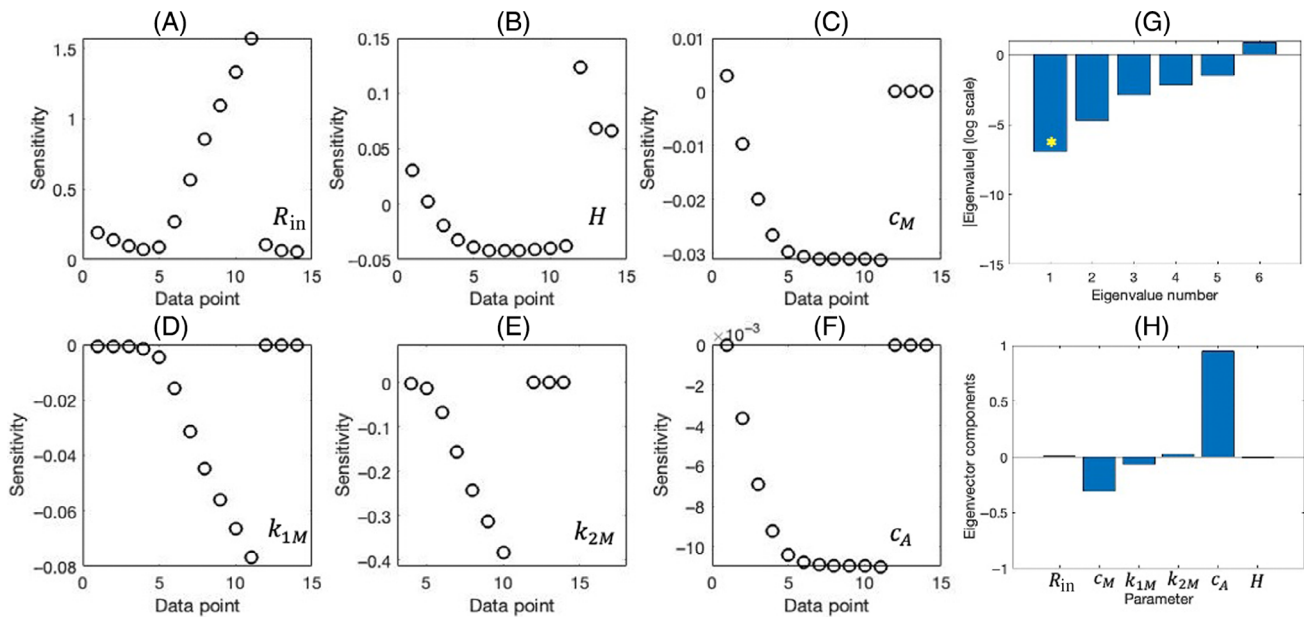 (A)
1.5
1
0.5
0
0
5
10
15
Sensitivity
Data point
R_in
(B)
0.15
0.1
0.05
0
−0.05
0
5
10
15
Sensitivity
Data point
H
(C)
0.01
0
−0.01
−0.02
−0.03
0
5
10
15
Sensitivity
Data point
c_M
(G)
0
−5
−10
−15
1
2
3
4
5
6
|Eigenvalue| (log scale)
Eigenvalue number
*
(D)
0
−0.02
−0.04
−0.06
−0.08
0
5
10
15
Sensitivity
Data point
k_1M
(E)
0
−0.1
−0.2
−0.3
−0.4
5
10
15
Sensitivity
Data point
k_2M
(F)
×10^−3
0
−2
−4
−6
−8
−10
0
5
10
15
Sensitivity
Data point
c_A
(H)
1
0.5
0
−0.5
−1
Eigenvector components
R_in c_M k_1M k_2M c_A H
Parameter